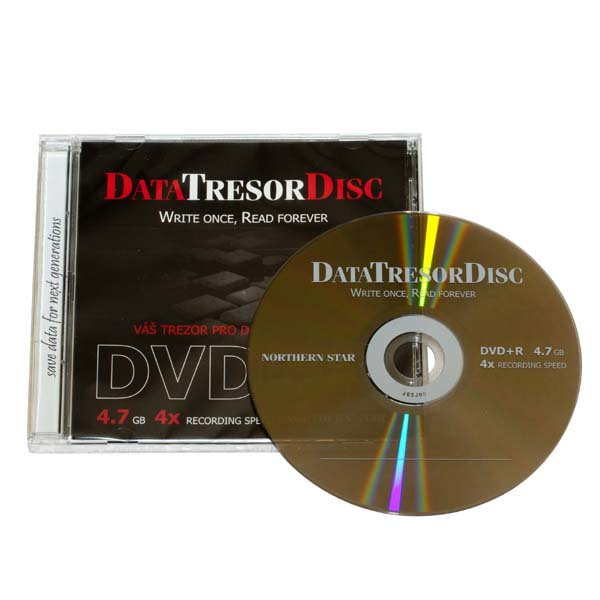 save data for next generations
DATATRESORDISC
WRITE ONCE, READ FOREVER
VÁŠ TREZOR PRO D
DVD
4.7 GB 4x RECORDING SPEED
DATATRESORDISC
WRITE ONCE, READ FOREVER
NORTHERN STAR
DVD+R 4.7 GB
4x RECORDING SPEED